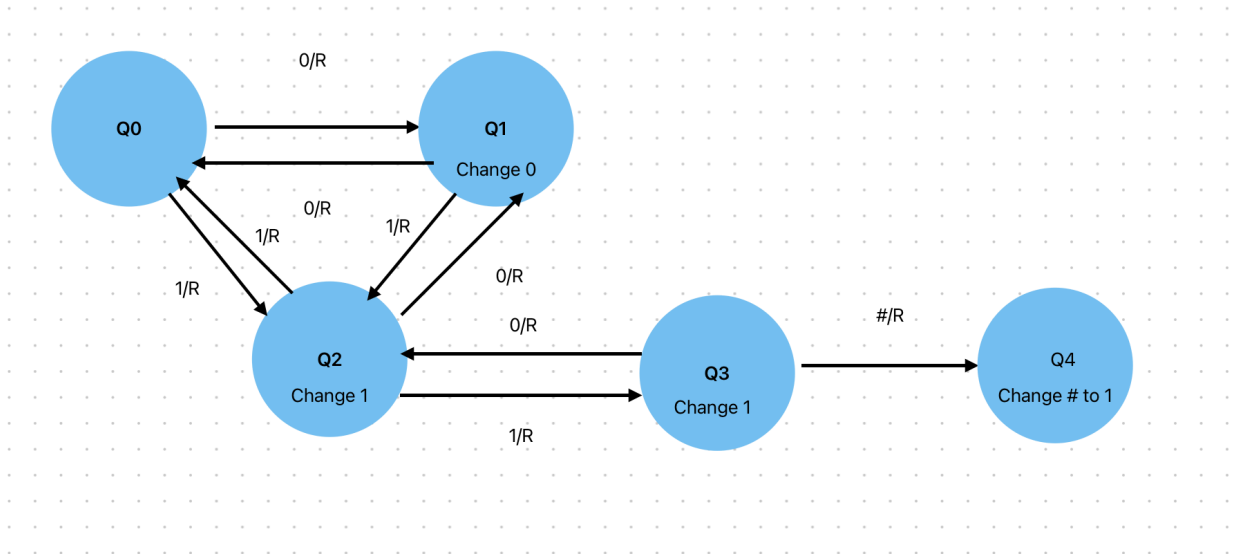 0/R
Q0
Q1
Change 0
0/R
1/R
1/R
0/R
1/R
#/R
0/R
Q2
Q3
Q4
Change 1
Change 1
Change # to 1
1/R